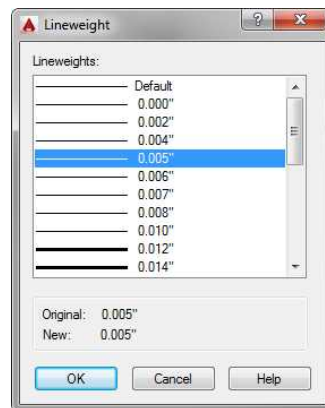 Lineweight
Lineweights:
Default
0.000"
0.002"
0.004"
0.005"
0.006"
0.007"
0.008"
0.010"
0.012"
0.014"
Original: 0.005"
New: 0.005"
OK Cancel Help